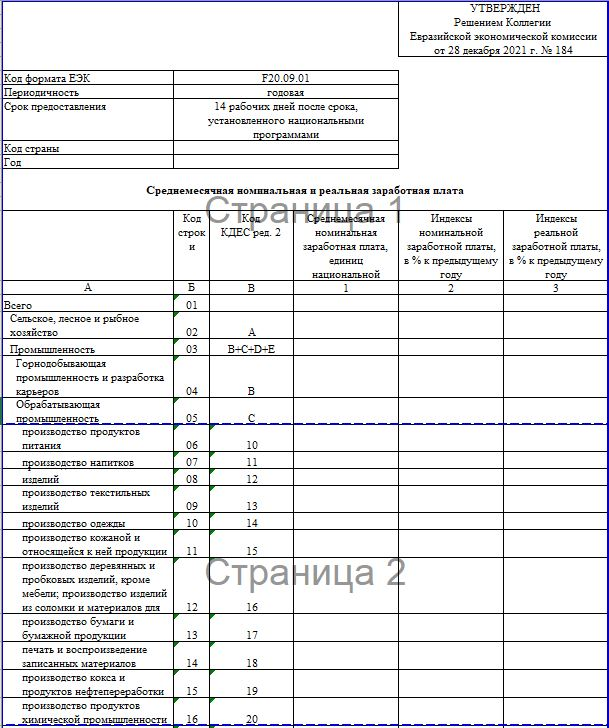 УТВЕРЖДЕН
Решением Коллегии
Евразийской экономической комиссии
от 28 декабря 2021 г. № 184
Код формата ЕЭК F20.09.01
Периодичность годовая
Срок предоставления 14 рабочих дней после срока,
установленного национальными
программами
Код страны
Год
Среднемесячная номинальная и реальная заработная плата
Страница 1
Код Код Среднемесячная Индексы Индексы
строк КДЕС ред. 2 номинальная номинальной реальной
и заработная плата, заработной платы, заработной платы,
единиц в % к предыдущему в % к предыдущему
национальной году году
А Б В 1 2 3
Всего 01
Сельское, лесное и рыбное
хозяйство 02 A
Промышленность 03 B+C+D+E
Горнодобывающая
промышленность и разработка
карьеров 04 B
Обрабатывающая
промышленность 05 C
производство продуктов
питания 06 10
производство напитков 07 11
изделий 08 12
производство текстильных
изделий 09 13
производство одежды 10 14
производство кожаной и
относящейся к ней продукции 11 15
Страница 2
производство деревянных и
пробковых изделий, кроме
мебели; производство изделий
из соломки и материалов для 12 16
производство бумаги и
бумажной продукции 13 17
печать и воспроизведение
записанных материалов 14 18
производство кокса и
продуктов нефтепереработки 15 19
производство продуктов
химической промышленности 16 20